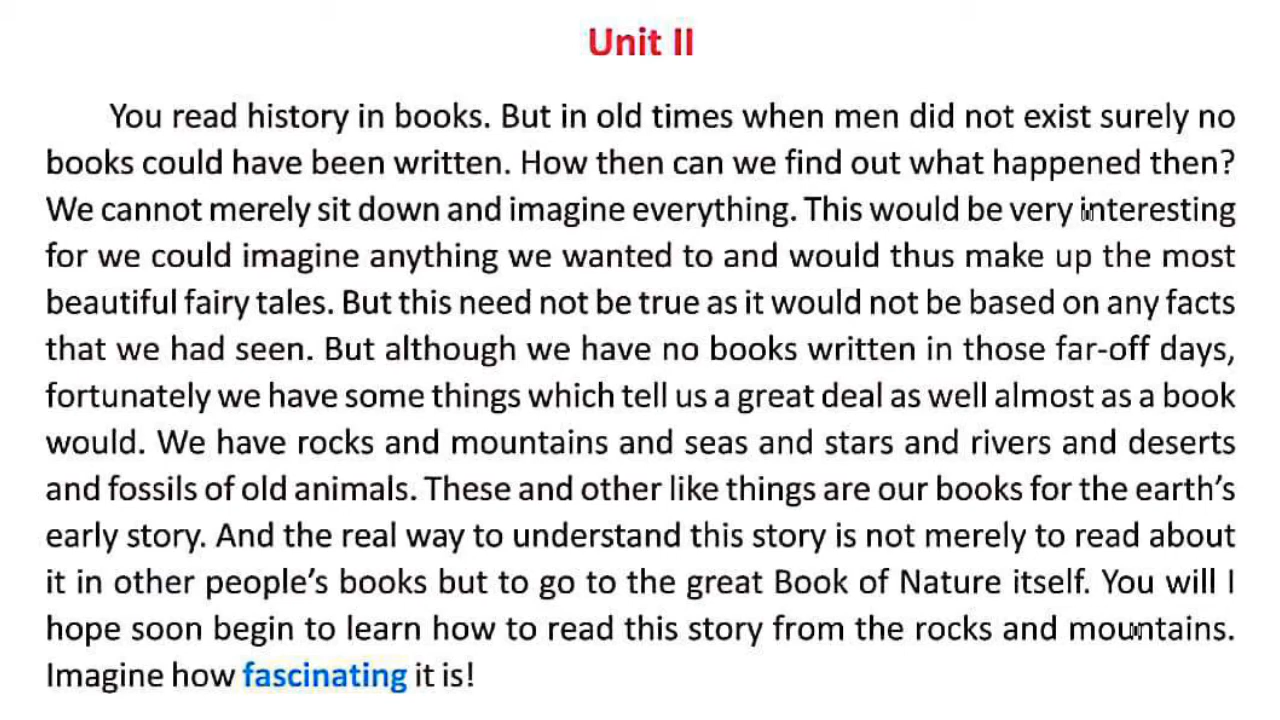 Unit II
You read history in books. But in old times when men did not exist surely no
books could have been written. How then can we find out what happened then?
We cannot merely sit down and imagine everything. This would be very interesting
for we could imagine anything we wanted to and would thus make up the most
beautiful fairy tales. But this need not be true as it would not be based on any facts
that we had seen. But although we have no books written in those far-off days,
fortunately we have some things which tell us a great deal as well almost as a book
would. We have rocks and mountains and seas and stars and rivers and deserts
and fossils of old animals. These and other like things are our books for the earth’s
early story. And the real way to understand this story is not merely to read about
it in other people’s books but to go to the great Book of Nature itself. You will I
hope soon begin to learn how to read this story from the rocks and mountains.
Imagine how fascinating it is!